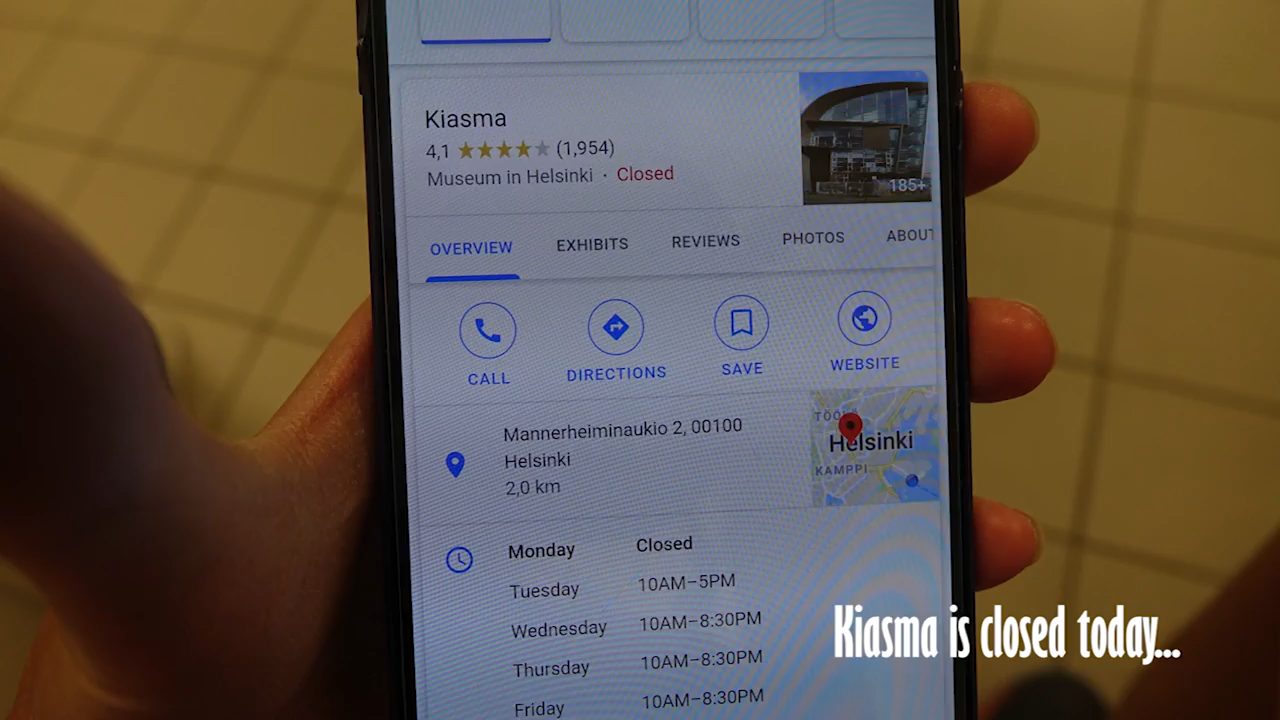 Kiasma
4,1 ★★★★★ (1,954)
Museum in Helsinki · Closed
185+
OVERVIEW EXHIBITS REVIEWS PHOTOS ABOUT
CALL DIRECTIONS SAVE WEBSITE
Mannerheiminaukio 2, 00100
Helsinki
2,0 km
Helsinki
KAMPPI
Monday Closed
Tuesday 10AM–5PM
Wednesday 10AM–8:30PM
Thursday 10AM–8:30PM
Friday 10AM–8:30PM
Kiasma is closed today...